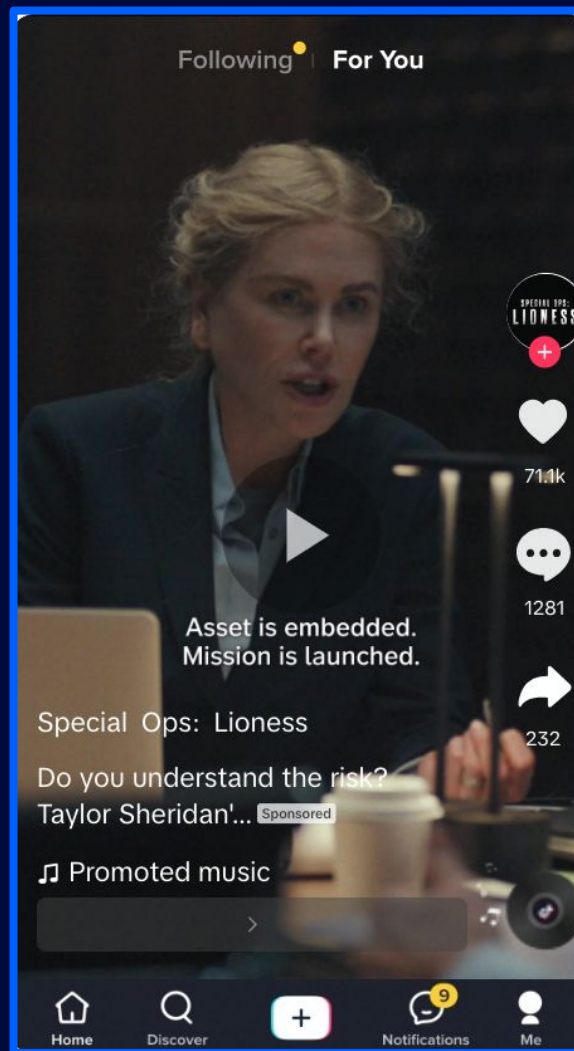 Following
For You
SPECIAL OPS:
LIONESS
71.1k
1281
Asset is embedded.
Mission is launched.
232
Special Ops: Lioness
Do you understand the risk?
Taylor Sheridan'... Sponsored
Promoted music
9
Home
Discover
Notifications
Me